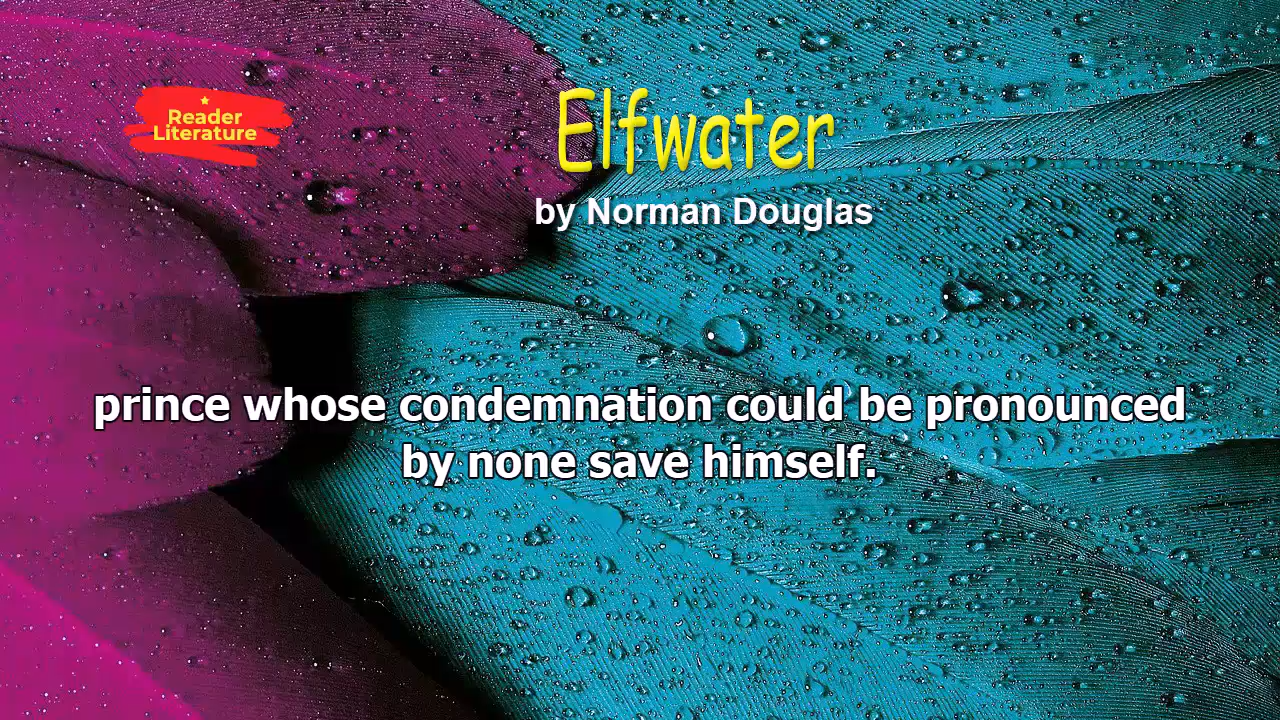 Reader
Literature
Elfwater
by Norman Douglas
prince whose condemnation could be pronounced
by none save himself.